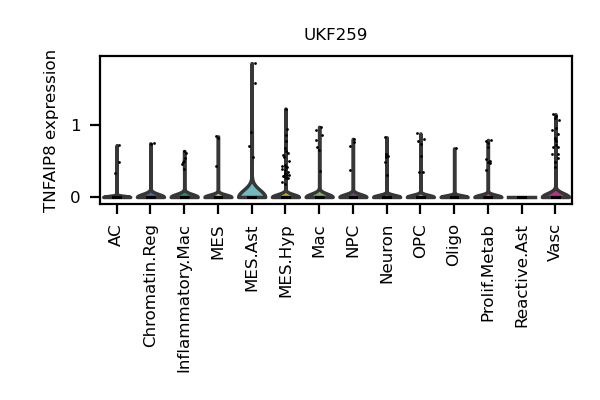 UKF259
TNFAIP8 expression
1
0
AC
Chromatin.Reg
Inflammatory.Mac
MES
MES.Ast
MES.Hyp
Mac
NPC
Neuron
OPC
Oligo
Prolif.Metab
Reactive.Ast
Vasc